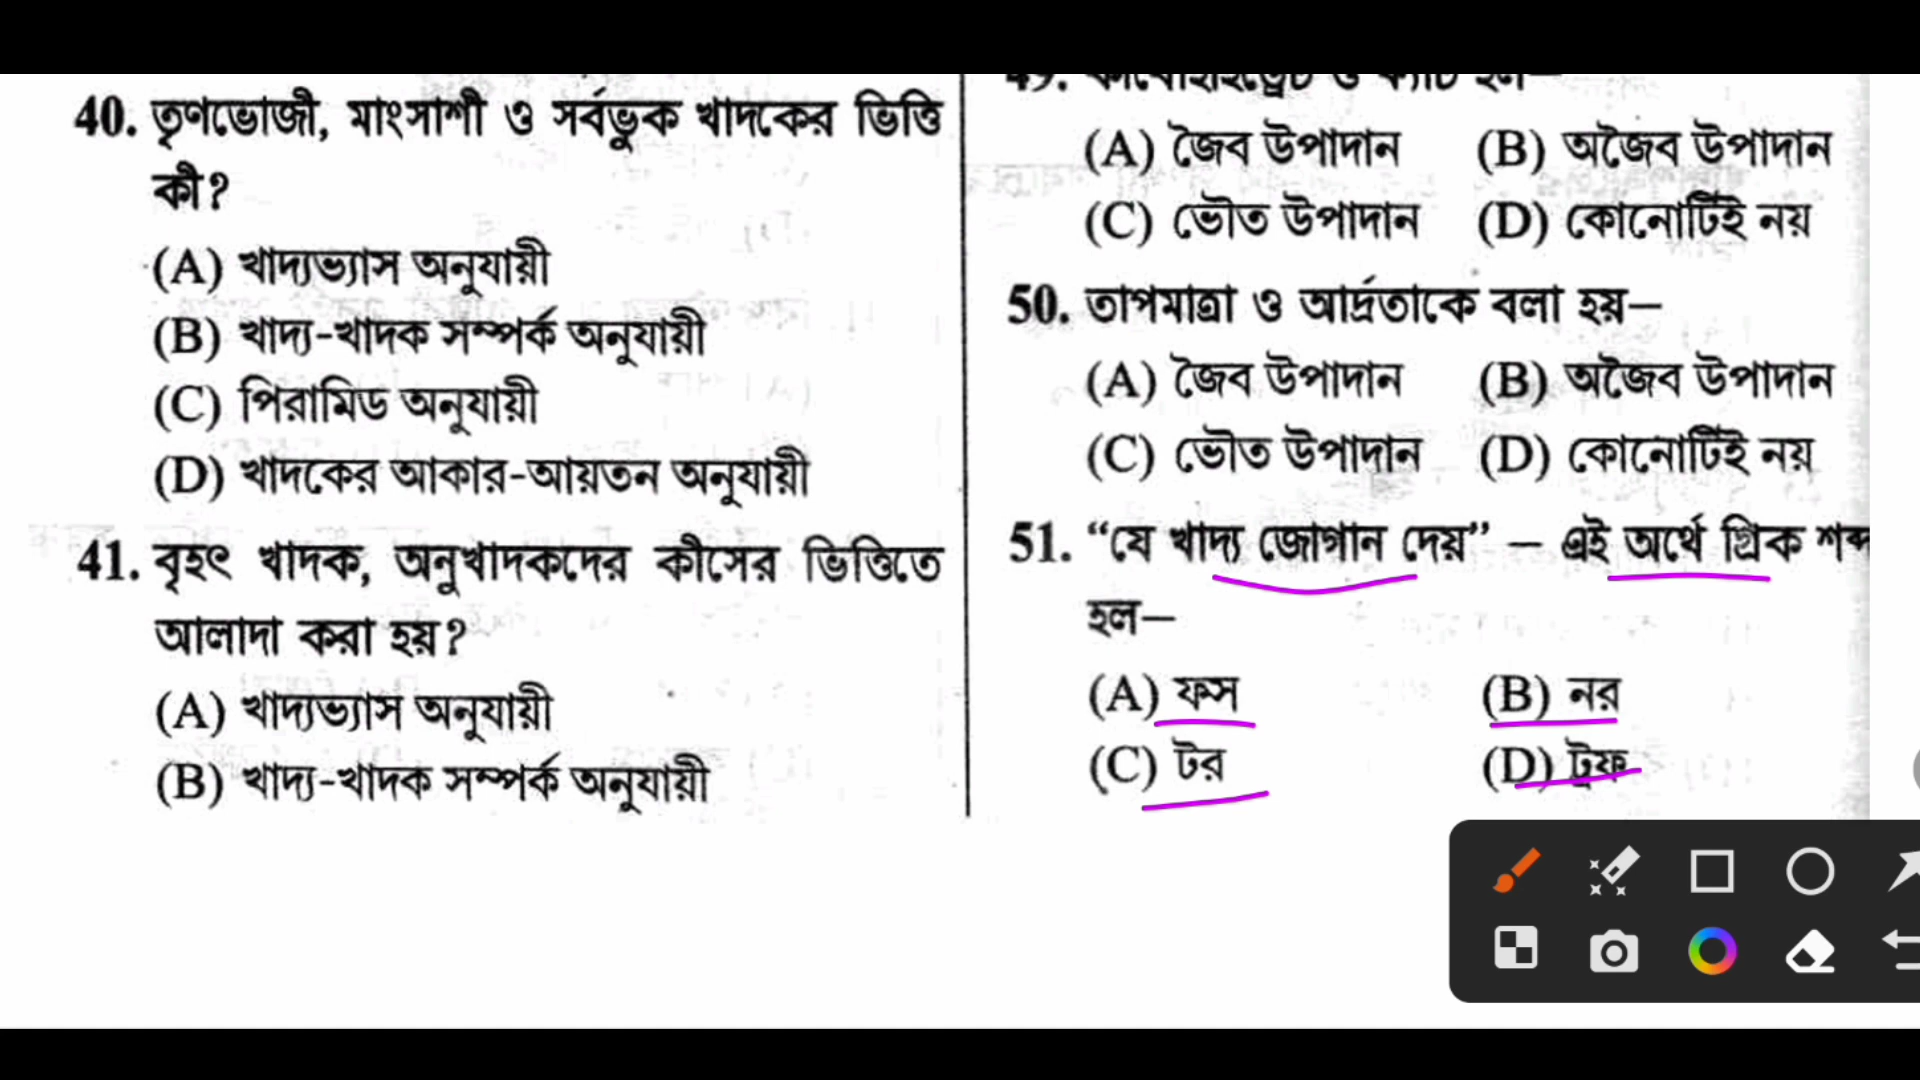 40. তৃণভোজী, মাংসাশী ও সর্বভুক খাদকের ভিত্তি
কী?
(A) খাদ্যভ্যাস অনুযায়ী
(B) খাদ্য-খাদক সম্পর্ক অনুযায়ী
(C) পিরামিড অনুযায়ী
(D) খাদকের আকার-আয়তন অনুযায়ী
41. বৃহৎ খাদক, অনুখাদকদের কীসের ভিত্তিতে
আলাদা করা হয়?
(A) খাদ্যভ্যাস অনুযায়ী
(B) খাদ্য-খাদক সম্পর্ক অনুযায়ী
(A) জৈব উপাদান (B) অজৈব উপাদান
(C) ভৌত উপাদান (D) কোনোটিই নয়
50. তাপমাত্রা ও আর্দ্রতাকে বলা হয়—
(A) জৈব উপাদান (B) অজৈব উপাদান
(C) ভৌত উপাদান (D) কোনোটিই নয়
51. “যে খাদ্য জোগান দেয়” – এই অর্থে গ্রিক শব্দ
হল—
(A) ফস (B) নর
(C) টর (D) ট্রফ